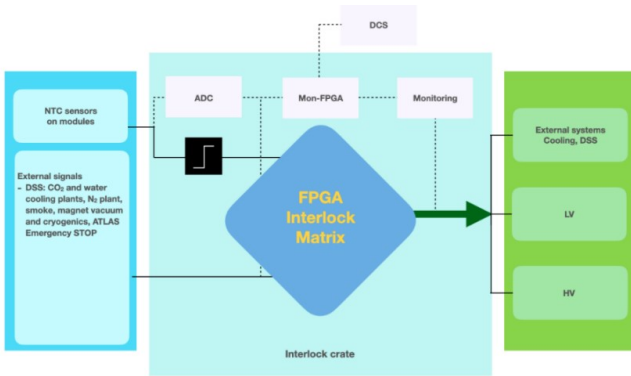 DCS
ADC
Mon-FPGA
Monitoring
NTC sensors
on modules
External signals
- DSS: CO₂ and water
cooling plants, N₂ plant,
smoke, magnet vacuum
and cryogenics, ATLAS
Emergency STOP
FPGA
Interlock
Matrix
External systems
Cooling, DSS
LV
HV
Interlock crate